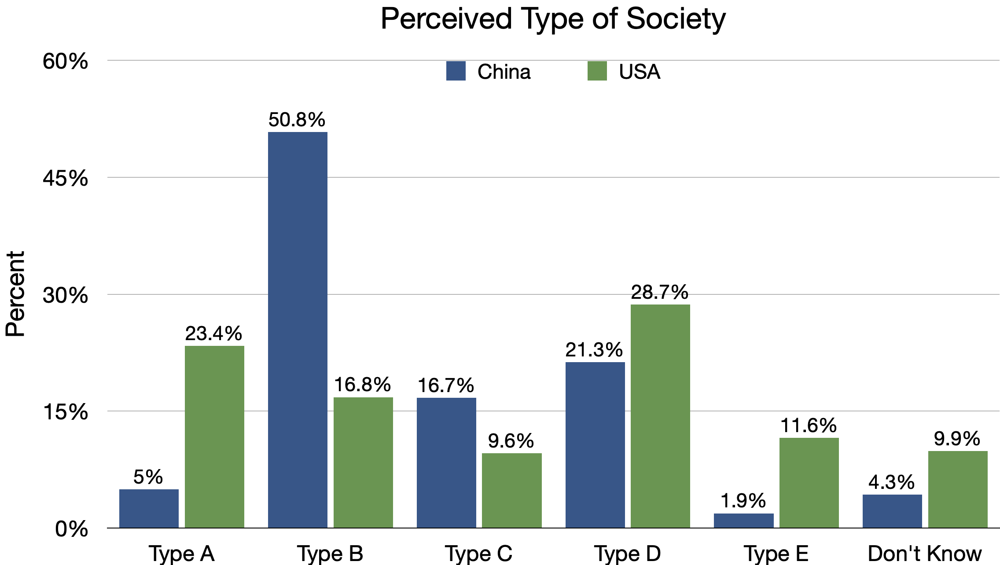 Perceived Type of Society
China
USA
Percent
60%
45%
30%
15%
0%
5%
23.4%
50.8%
16.8%
16.7%
9.6%
21.3%
28.7%
1.9%
11.6%
4.3%
9.9%
Type A
Type B
Type C
Type D
Type E
Don't Know